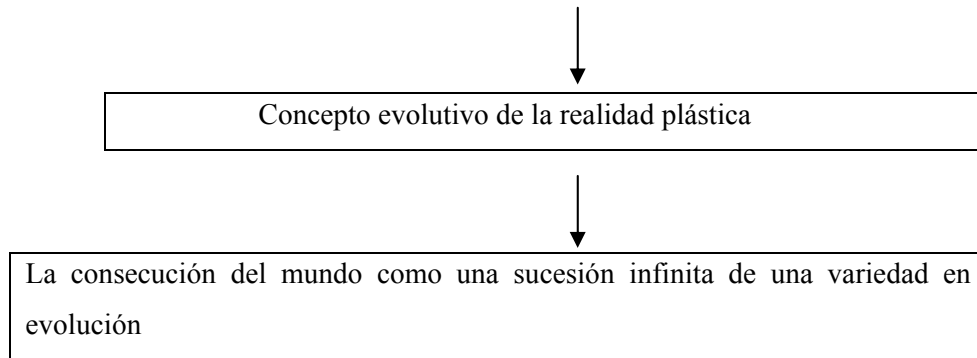 Concepto evolutivo de la realidad plástica
La consecución del mundo como una sucesión infinita de una variedad en
evolución